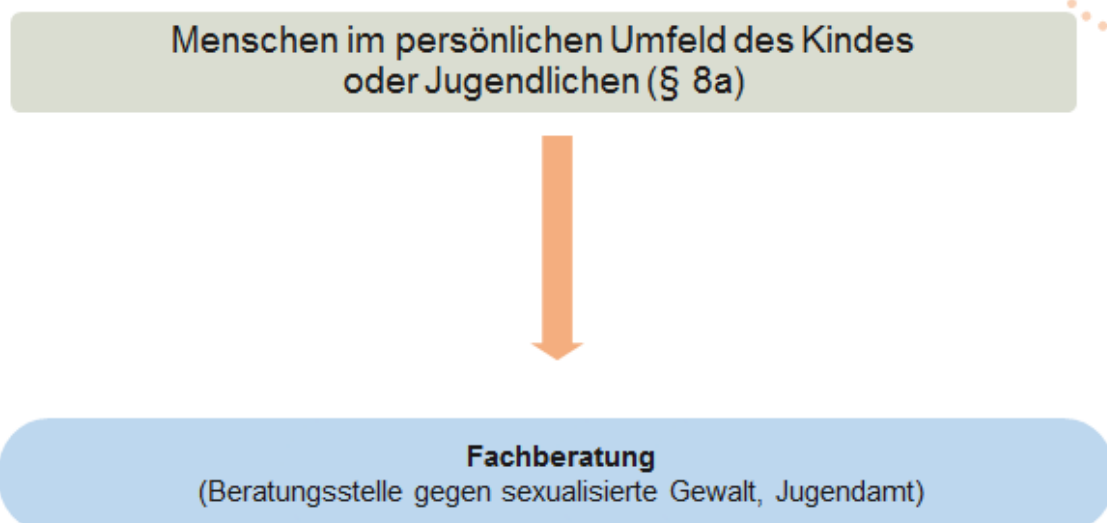 Menschen im persönlichen Umfeld des Kindes
oder Jugendlichen (§ 8a)
Fachberatung
(Beratungsstelle gegen sexualisierte Gewalt, Jugendamt)